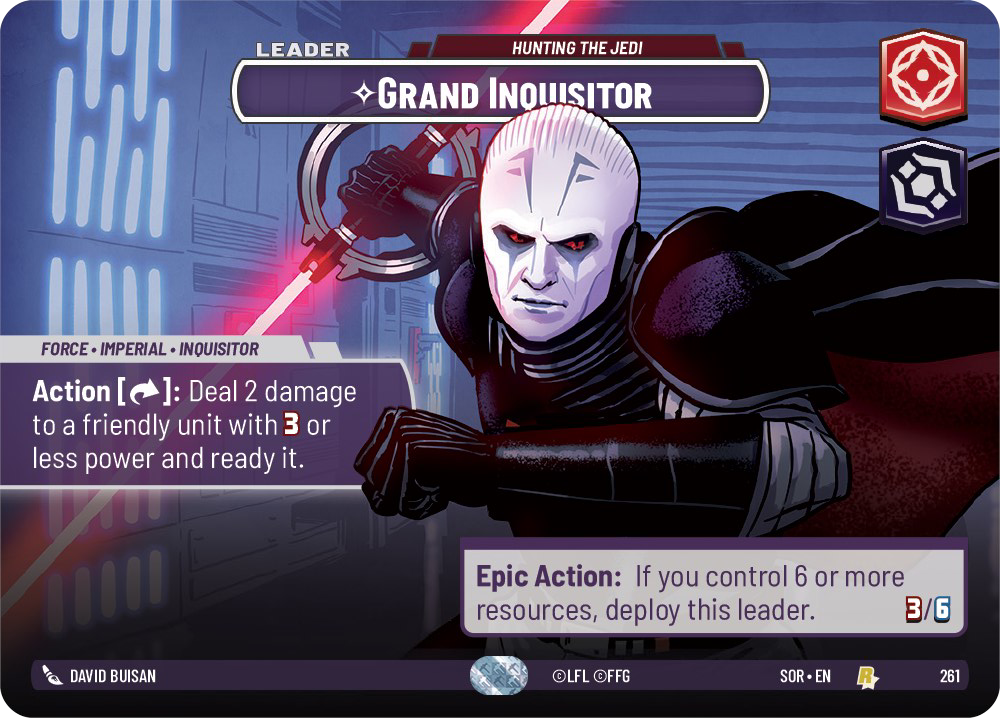 LEADER
HUNTING THE JEDI
GRAND INQUISITOR
FORCE • IMPERIAL • INQUISITOR
Action [ ]: Deal 2 damage
to a friendly unit with 3 or
less power and ready it.
Epic Action: If you control 6 or more
resources, deploy this leader. 3/6
DAVID BUISAN
©LFL ©FFG
SOR • EN
R
261